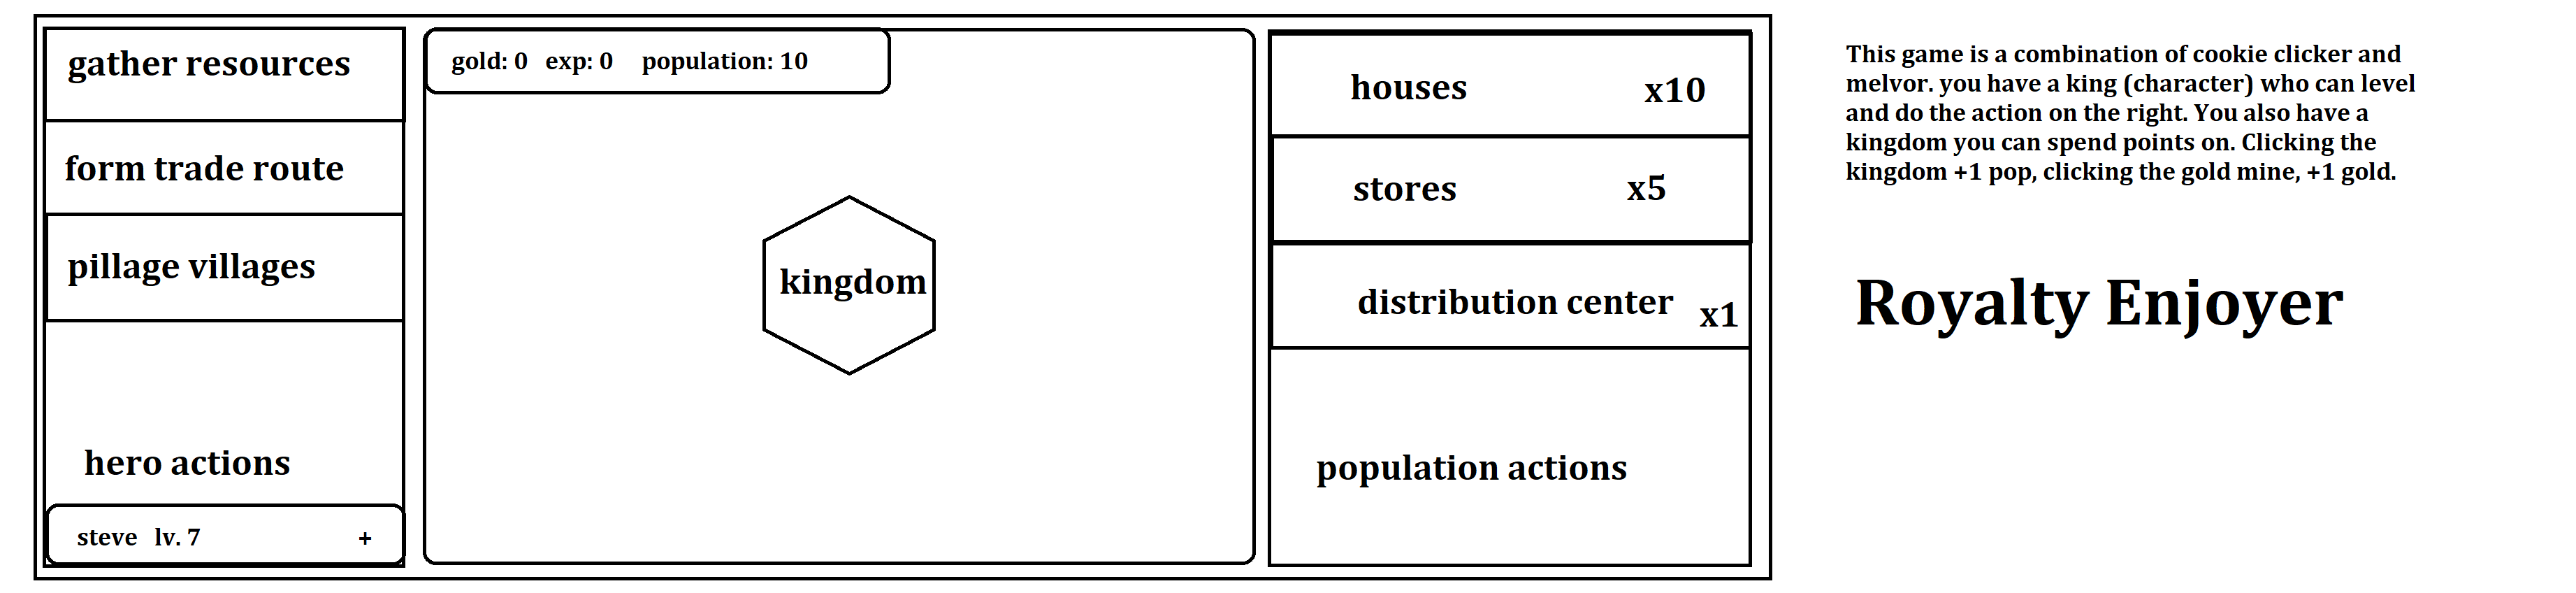 gather resources
form trade route
pillage villages
hero actions
steve lv. 7 +
gold: 0 exp: 0 population: 10
kingdom
houses x10
stores x5
distribution center x1
population actions
This game is a combination of cookie clicker and
melvor. you have a king (character) who can level
and do the action on the right. You also have a
kingdom you can spend points on. Clicking the
kingdom +1 pop, clicking the gold mine, +1 gold.
Royalty Enjoyer